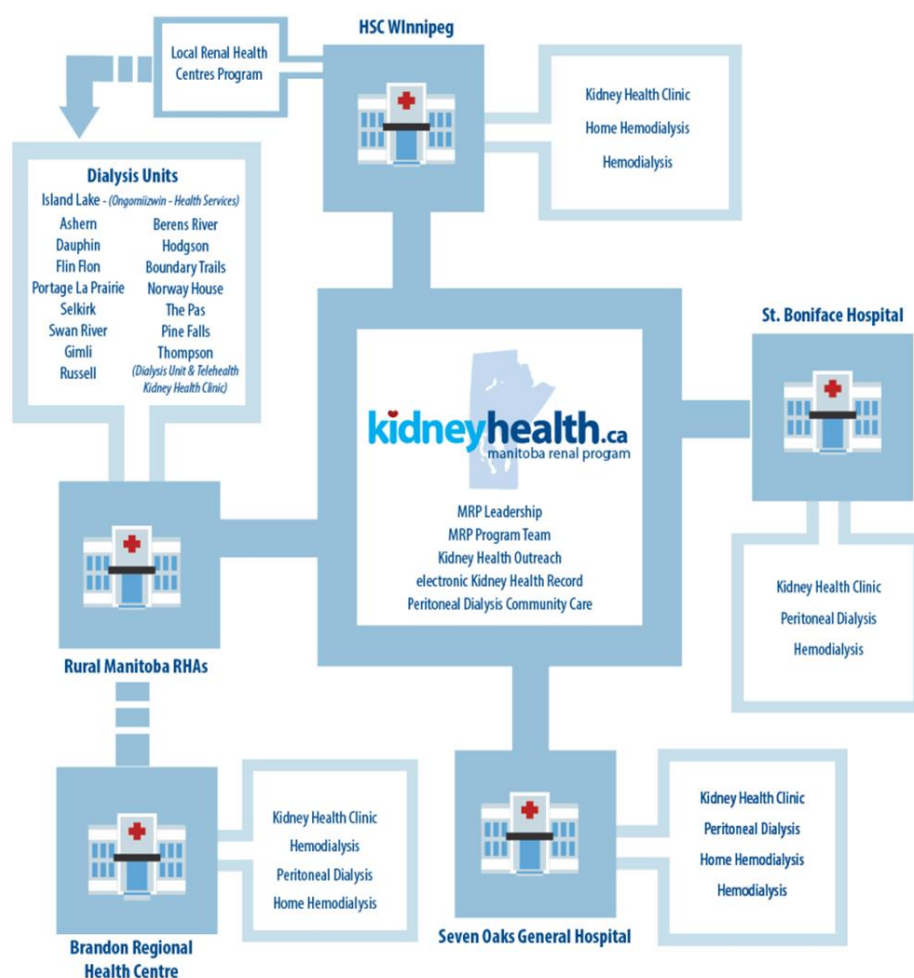 HSC WInnipeg
Local Renal Health
Centres Program
Kidney Health Clinic
Home Hemodialysis
Hemodialysis
Dialysis Units
Island Lake - (Ongomiizwin - Health Services)
Ashern
Dauphin
Flin Flon
Portage La Prairie
Selkirk
Swan River
Gimli
Russell
Berens River
Hodgson
Boundary Trails
Norway House
The Pas
Pine Falls
Thompson
(Dialysis Unit & Telehealth
Kidney Health Clinic)
St. Boniface Hospital
kidneyhealth.ca
manitoba renal program
MRP Leadership
MRP Program Team
Kidney Health Outreach
electronic Kidney Health Record
Peritoneal Dialysis Community Care
Kidney Health Clinic
Peritoneal Dialysis
Hemodialysis
Rural Manitoba RHAs
Kidney Health Clinic
Hemodialysis
Peritoneal Dialysis
Home Hemodialysis
Brandon Regional
Health Centre
Kidney Health Clinic
Peritoneal Dialysis
Home Hemodialysis
Hemodialysis
Seven Oaks General Hospital